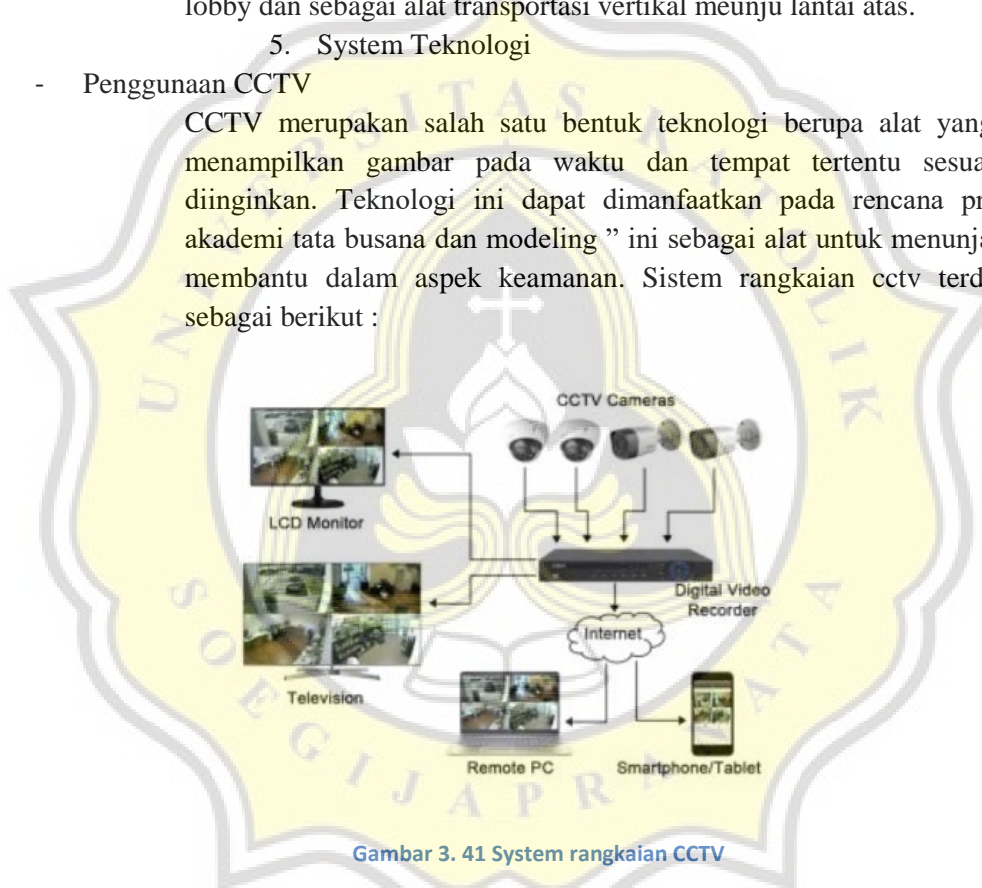 lobby dan sebagai alat transportasi vertikal meunju lantai atas.
5. System Teknologi
- Penggunaan CCTV
CCTV merupakan salah satu bentuk teknologi berupa alat yang
menampilkan gambar pada waktu dan tempat tertentu sesua
diinginkan. Teknologi ini dapat dimanfaatkan pada rencana pr
akademi tata busana dan modeling ” ini sebagai alat untuk menunja
membantu dalam aspek keamanan. Sistem rangkaian cctv terd
sebagai berikut :
CCTV Cameras
LCD Monitor
Digital Video
Recorder
Internet
Television
Remote PC
Smartphone/Tablet
Gambar 3. 41 System rangkaian CCTV
UNIVERSITAS KATOLIK
SOEGIJAPRANATA